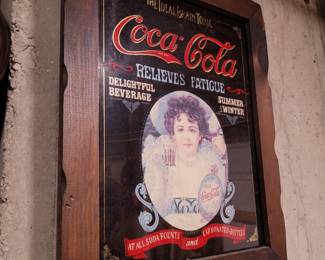 THE IDEAL BRAIN TONIC
Coca-Cola
RELIEVES FATIGUE
DELIGHTFUL
BEVERAGE
SUMMER
& WINTER
AT ALL SODA FOUNTS and CARBONATED IN BOTTLES